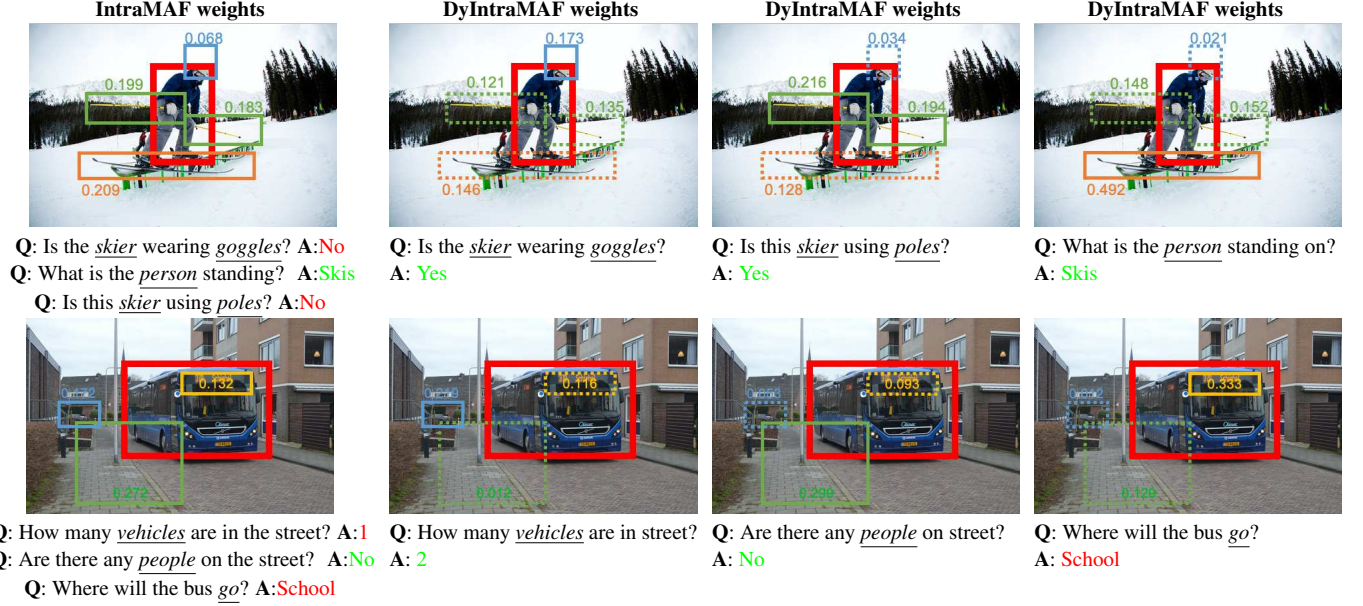 IntraMAF weights DyIntraMAF weights DyIntraMAF weights DyIntraMAF weights
0.068 0.173 0.034 0.021
0.199 0.121 0.216 0.148
0.183 0.135 0.194 0.152
0.209 0.146 0.128 0.492
Q: Is the skier wearing goggles? A:No
Q: What is the person standing? A:Skis
Q: Is this skier using poles? A:No
Q: Is the skier wearing goggles?
A: Yes
Q: Is this skier using poles?
A: Yes
Q: What is the person standing on?
A: Skis
0.132 0.116 0.093 0.333
0.272 0.012 0.299 0.129
Q: How many vehicles are in the street? A:1
Q: Are there any people on the street? A:No
Q: Where will the bus go? A:School
Q: How many vehicles are in street?
A: 2
Q: Are there any people on street?
A: No
Q: Where will the bus go?
A: School